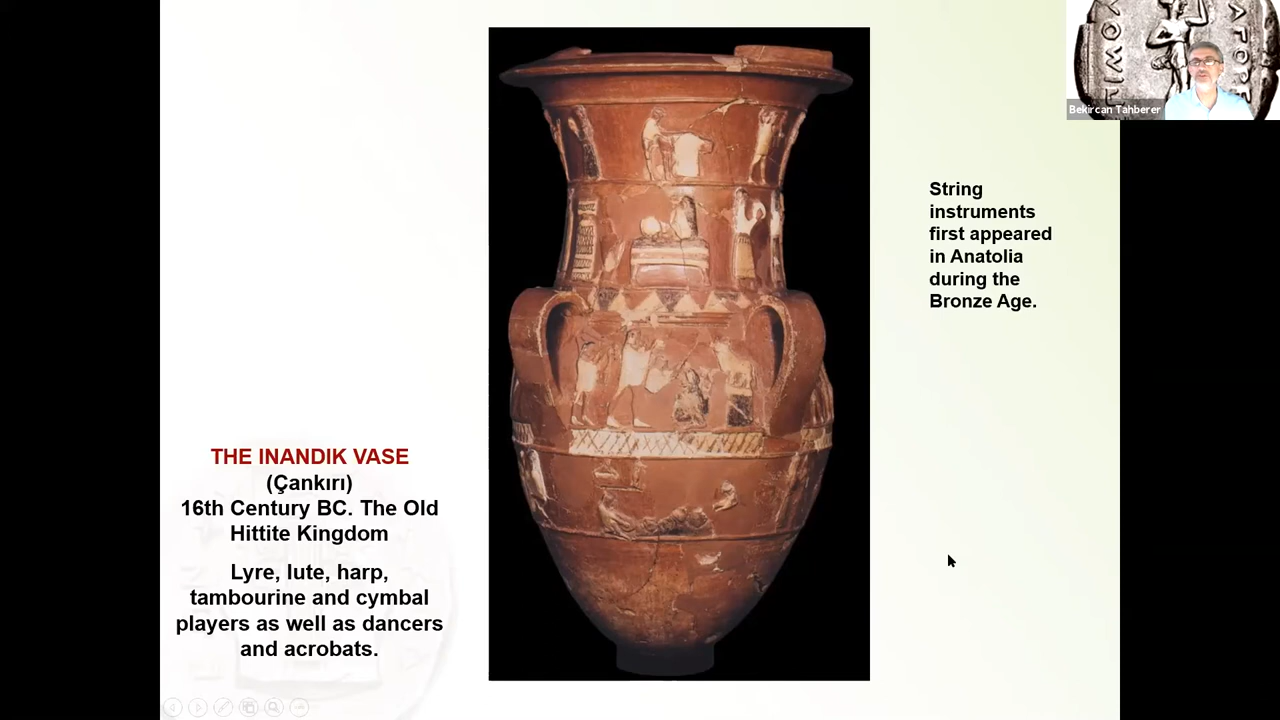 THE INANDIK VASE
(Çankırı)
16th Century BC. The Old
Hittite Kingdom
Lyre, lute, harp,
tambourine and cymbal
players as well as dancers
and acrobats.
String
instruments
first appeared
in Anatolia
during the
Bronze Age.
Bekircan Tahberer